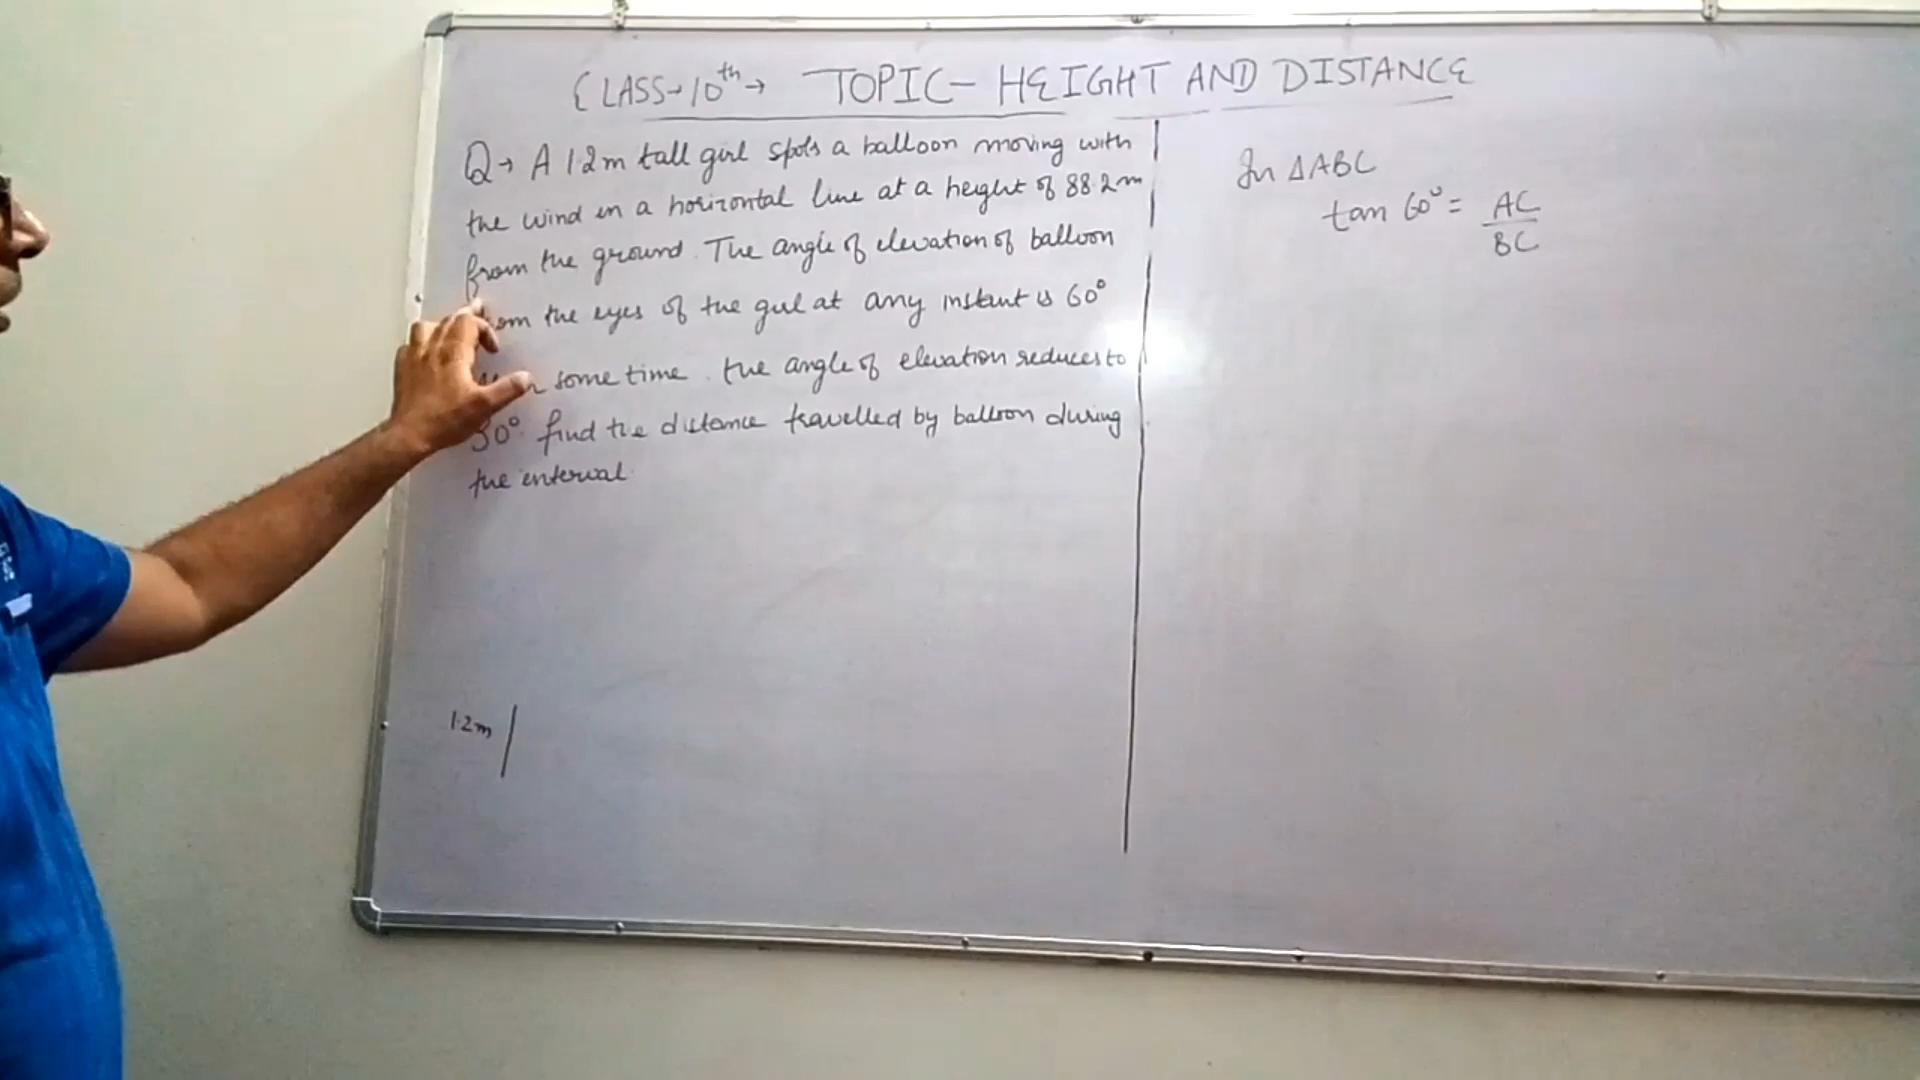 CLASS→10th→ TOPIC- HEIGHT AND DISTANCE
Q→ A 1.2m tall girl spots a balloon moving with
the wind in a horizontal line at a height of 88.2m
from the ground. The angle of elevation of balloon
from the eyes of the girl at any instant is 60°
some time. the angle of elevation reduces to
30°. find the distance travelled by balloon during
the interval.
1.2m
In △ABC
tan 60° = AC
BC